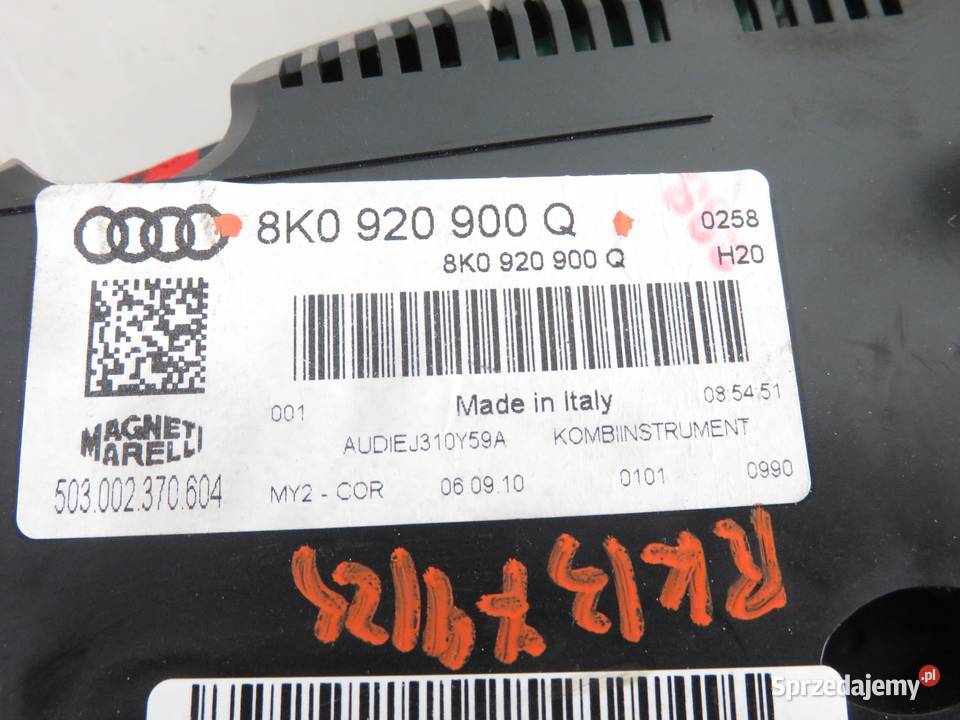 8K0 920 900 Q
0258
8K0 920 900 Q
H20
001
Made in Italy
08:54:51
MAGNETI
MARELLI
AUDIEJ310Y59A KOMBIINSTRUMENT
503.002.370.604
MY2 - COR 06.09.10 0101 0990
Sprzedajemy.pl